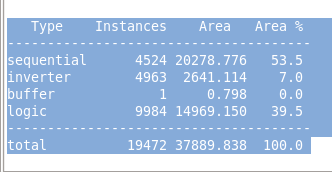 Type Instances Area Area %
---------------------------------------
sequential 4524 20278.776 53.5
inverter 4963 2641.114 7.0
buffer 1 0.798 0.0
logic 9984 14969.150 39.5
---------------------------------------
total 19472 37889.838 100.0